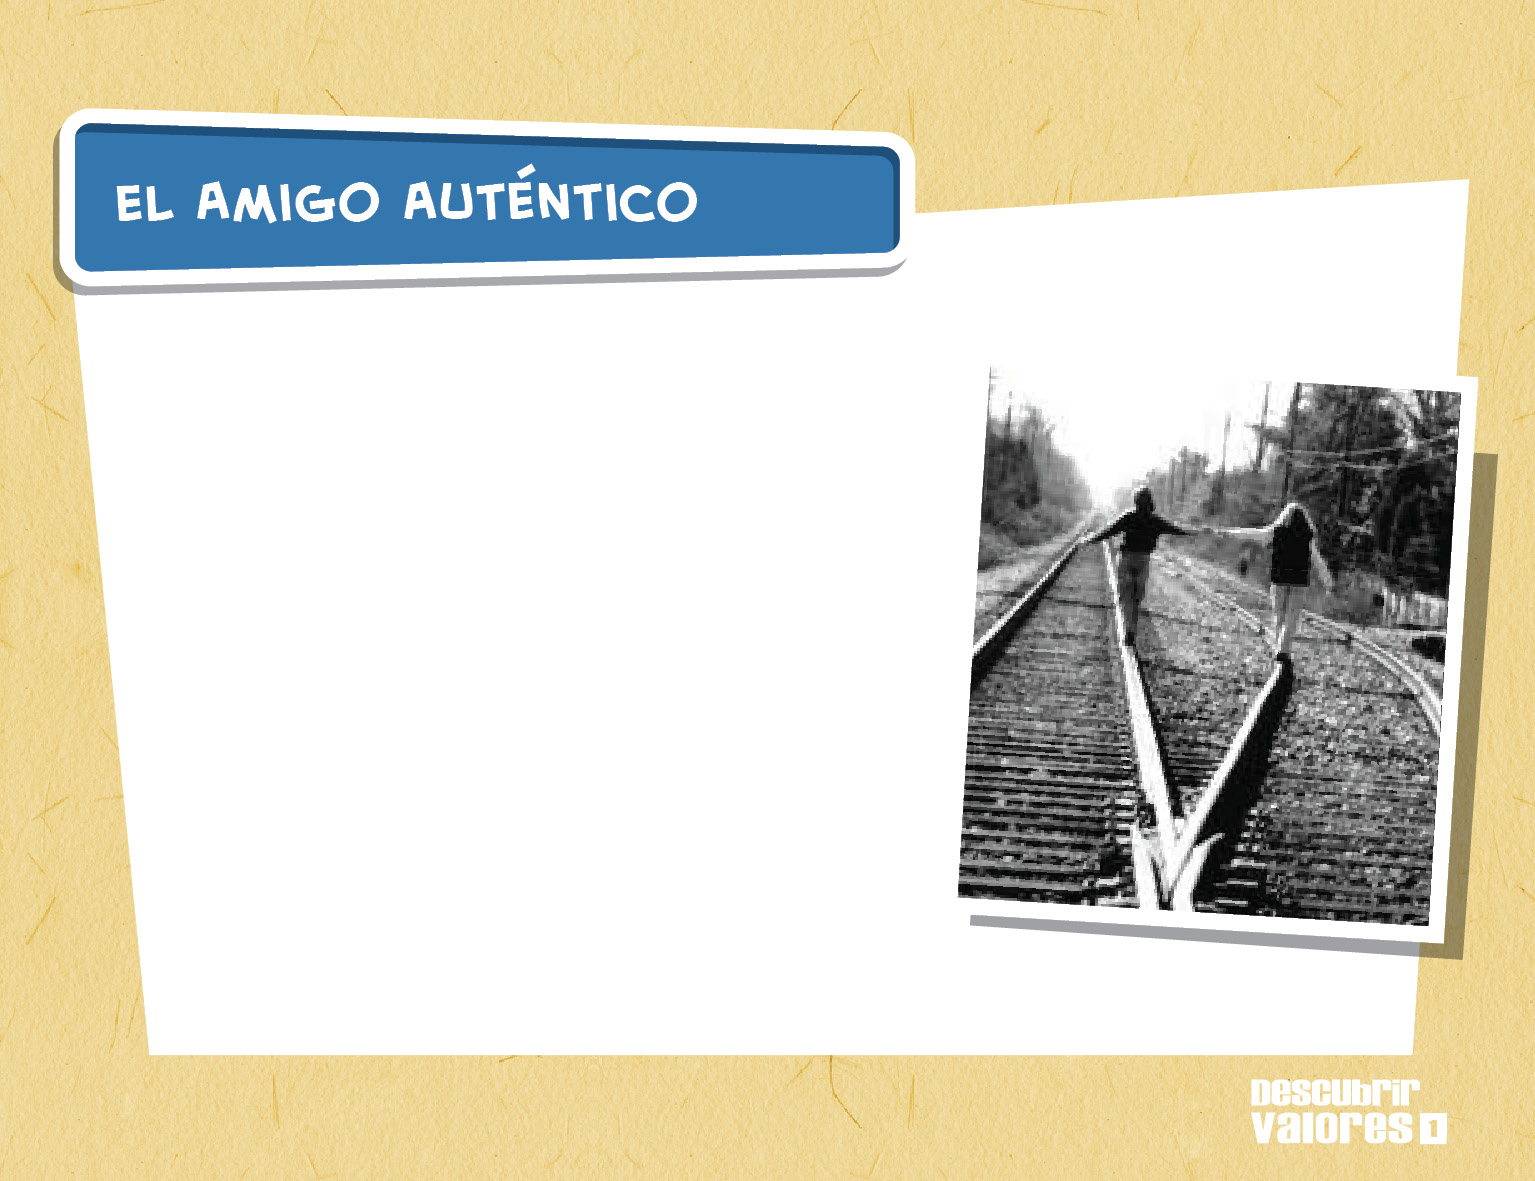 EL AMIGO AUTÉNTICO
Descubrir
valores 1